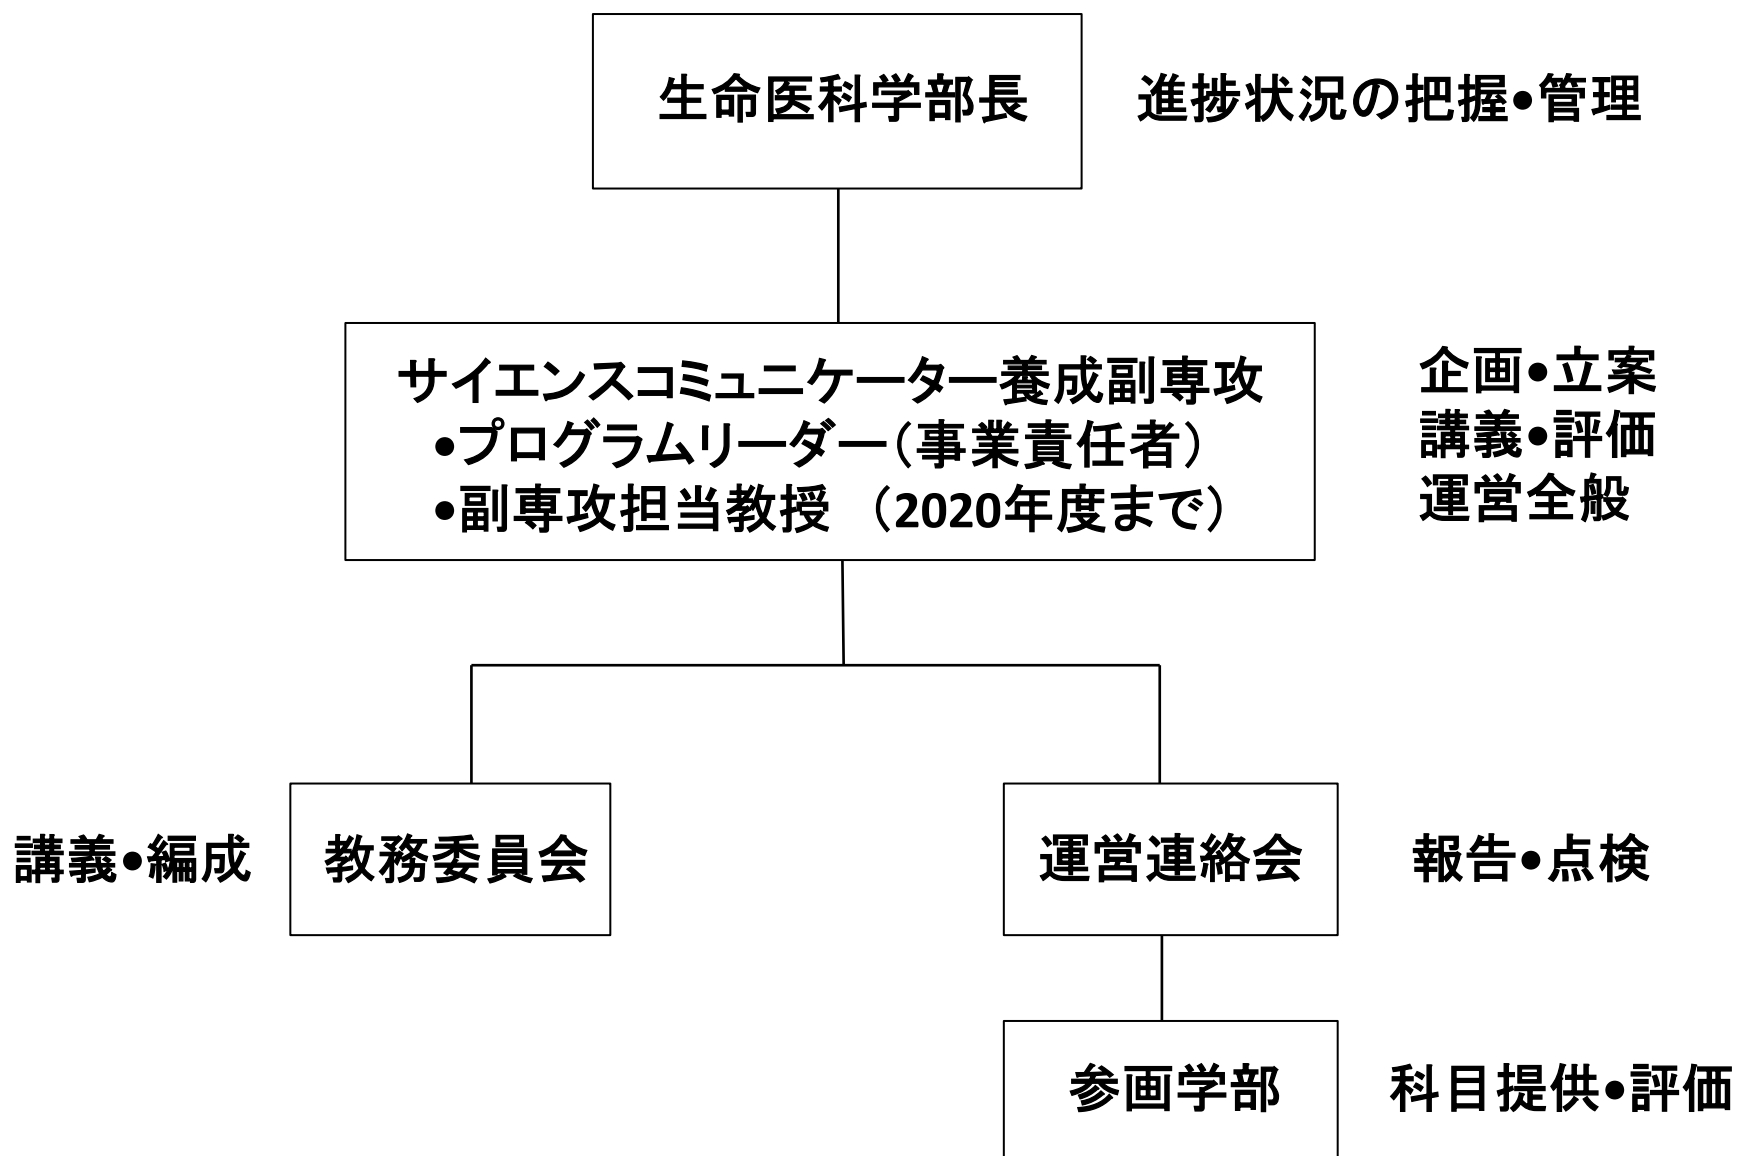 生命医科学部長
進捗状況の把握•管理
サイエンスコミュニケーター養成副専攻
•プログラムリーダー(事業責任者)
•副専攻担当教授 (2020年度まで)
企画•立案
講義•評価
運営全般
講義•編成
教務委員会
運営連絡会
報告•点検
参画学部
科目提供•評価